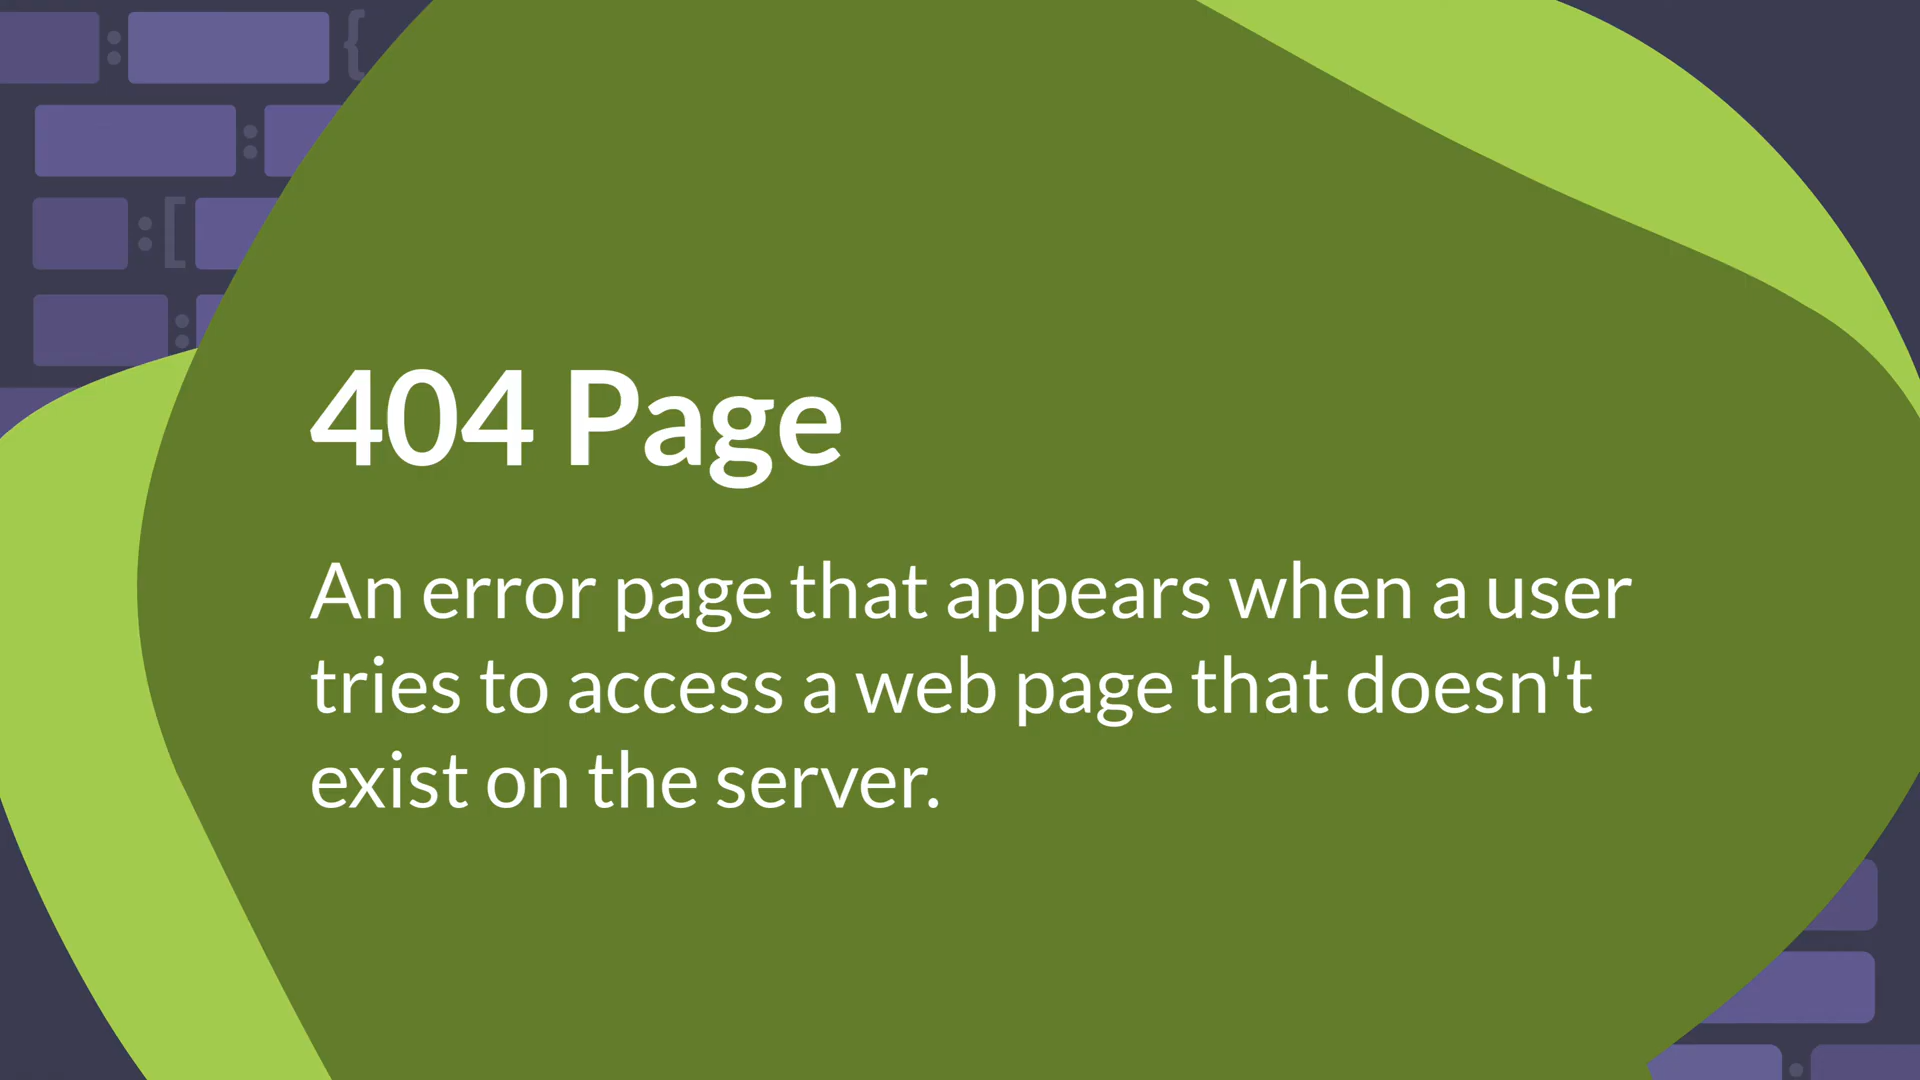 404 Page
An error page that appears when a user
tries to access a web page that doesn't
exist on the server.